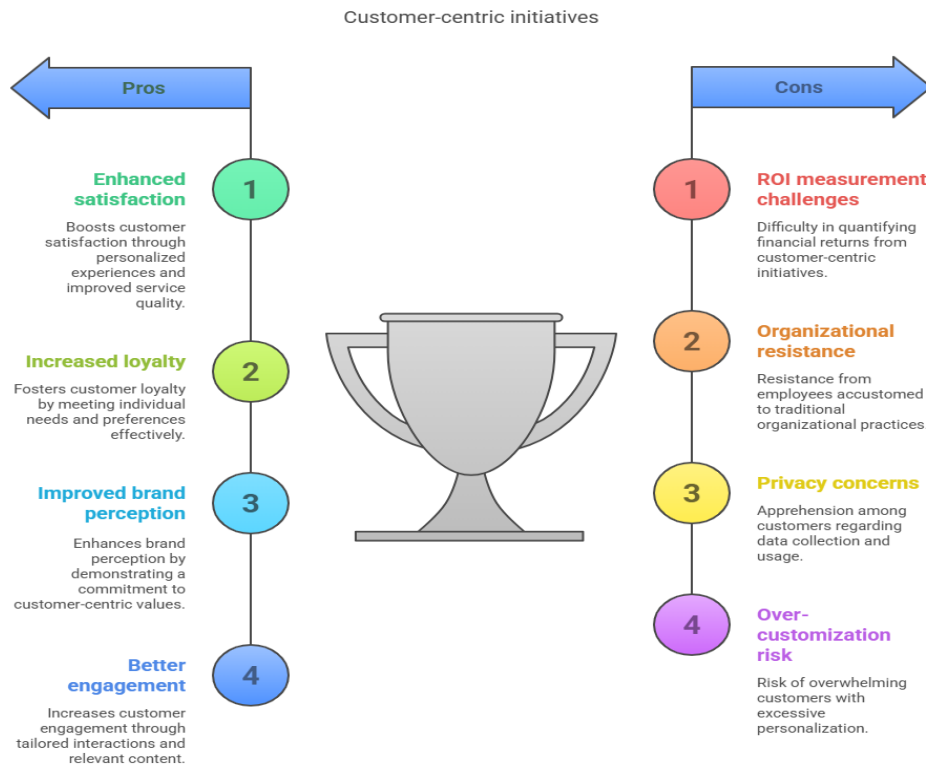 Customer-centric initiatives
Pros
1
Enhanced
satisfaction
Boosts customer
satisfaction through
personalized
experiences and
improved service
quality.
2
Increased loyalty
Fosters customer loyalty
by meeting individual
needs and preferences
effectively.
3
Improved brand
perception
Enhances brand
perception by
demonstrating a
commitment to
customer-centric values.
4
Better
engagement
Increases customer
engagement through
tailored interactions and
relevant content.
Cons
1
ROI measurement
challenges
Difficulty in quantifying
financial returns from
customer-centric
initiatives.
2
Organizational
resistance
Resistance from
employees accustomed
to traditional
organizational practices
3
Privacy concerns
Apprehension among
customers regarding
data collection and
usage.
4
Over-
customization
risk
Risk of overwhelming
customers with
excessive
personalization.